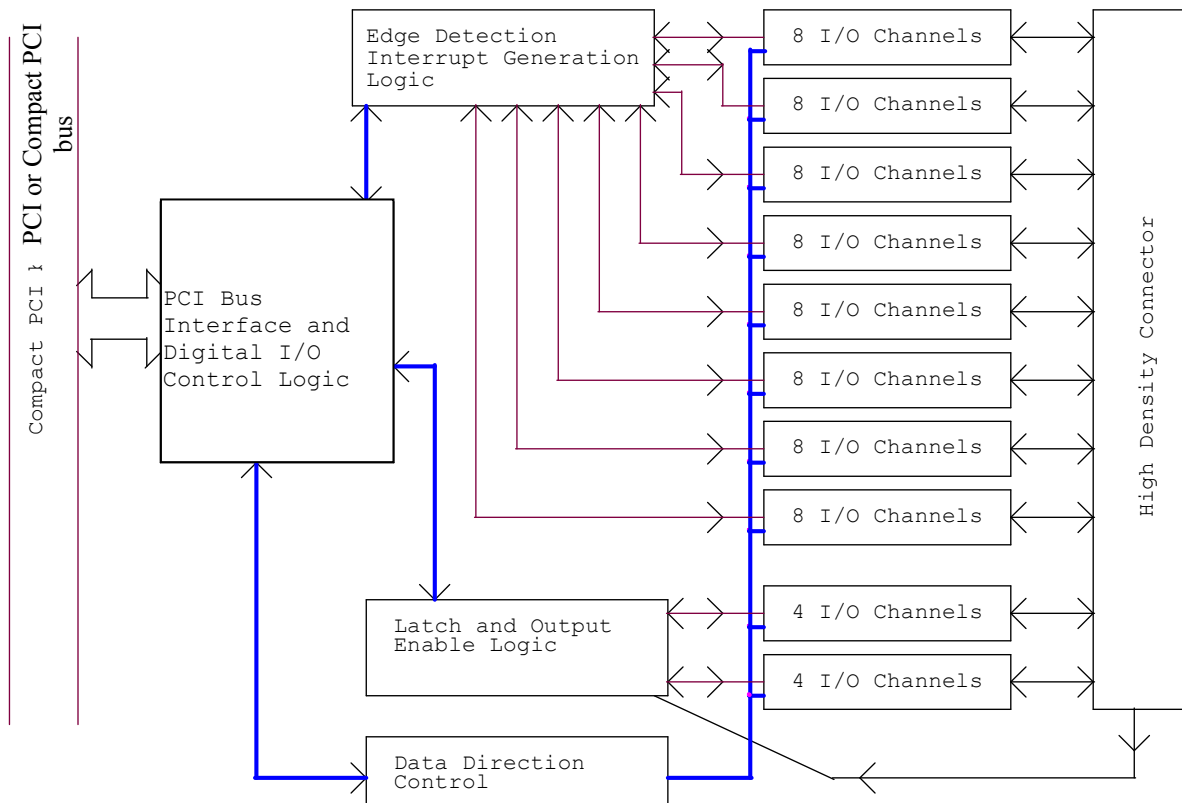 PCI or Compact PCI
bus
Compact PCI
Edge Detection
Interrupt Generation
Logic
PCI Bus
Interface and
Digital I/O
Control Logic
Latch and Output
Enable Logic
Data Direction
Control
8 I/O Channels
8 I/O Channels
8 I/O Channels
8 I/O Channels
8 I/O Channels
8 I/O Channels
8 I/O Channels
8 I/O Channels
4 I/O Channels
4 I/O Channels
High Density Connector